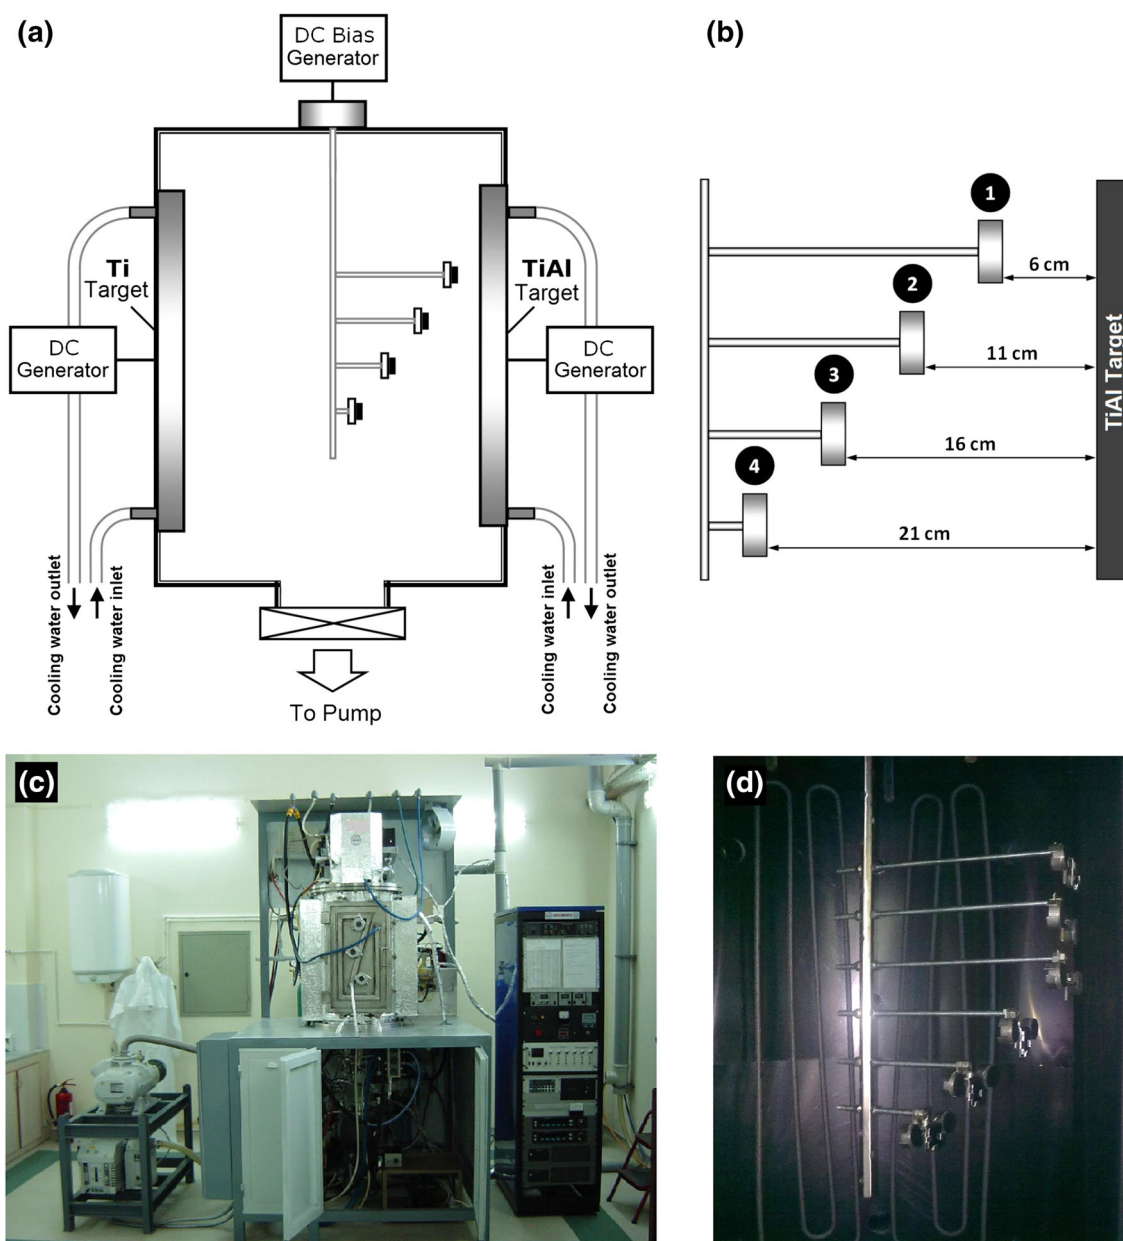 (a)
DC Bias
Generator
Ti
Target
TiAl
Target
DC
Generator
DC
Generator
Cooling water outlet
Cooling water inlet
Cooling water inlet
Cooling water outlet
To Pump
(b)
1
6 cm
2
11 cm
3
16 cm
4
21 cm
TiAl Target
(c)
(d)